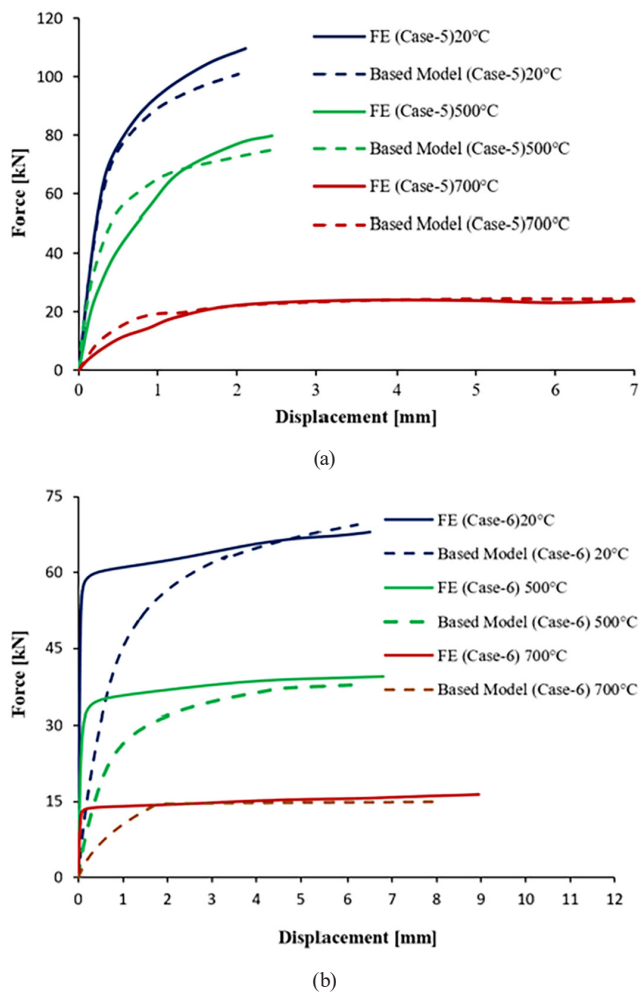 120
100
80
60
40
20
0
Force [kN]
FE (Case-5)20°C
Based Model (Case-5)20°C
FE (Case-5)500°C
Based Model (Case-5)500°C
FE (Case-5)700°C
Based Model (Case-5)700°C
0 1 2 3 4 5 6 7
Displacement [mm]
(a)
75
60
45
30
15
0
Force [kN]
FE (Case-6)20°C
Based Model (Case-6) 20°C
FE (Case-6) 500°C
Based Model (Case-6) 500°C
FE (Case-6) 700°C
Based Model (Case-6) 700°C
0 1 2 3 4 5 6 7 8 9 10 11 12
Displacement [mm]
(b)